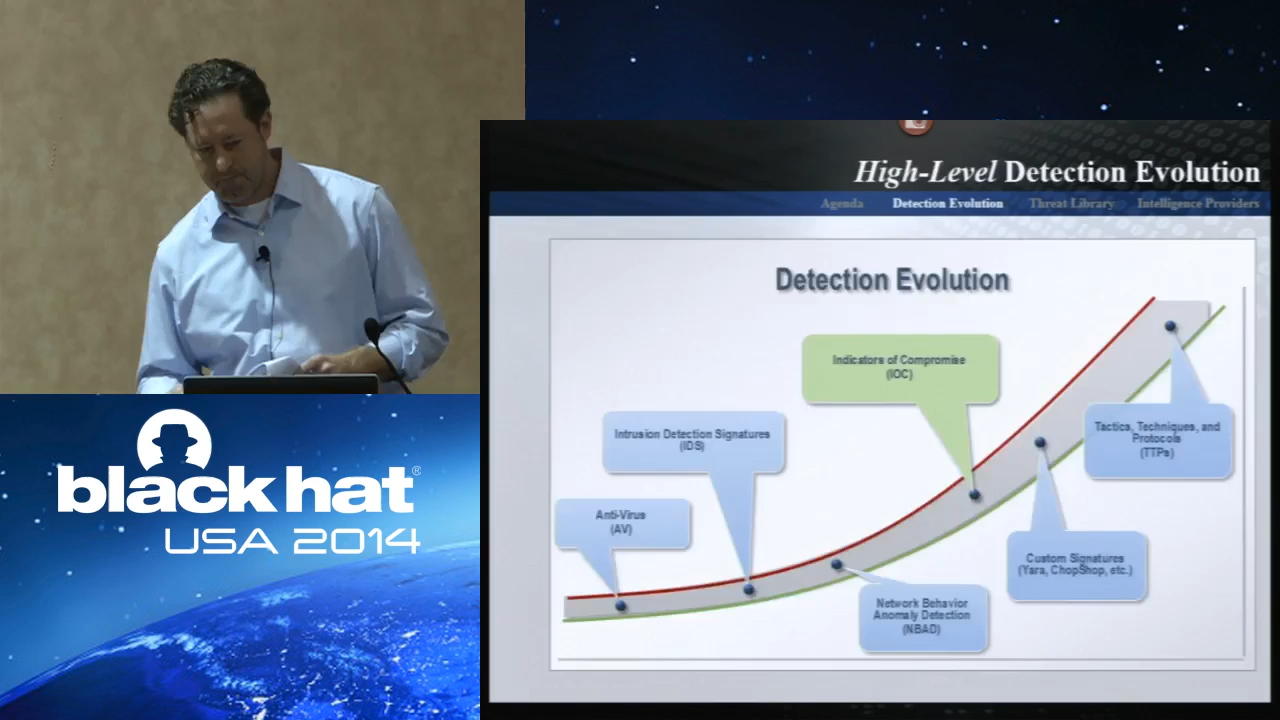 High-Level Detection Evolution
Agenda Detection Evolution Threat Library Intelligence Providers
Detection Evolution
Indicators of Compromise
(IOC)
Tactics, Techniques, and
Protocols
(TTPs)
Intrusion Detection Signatures
(IDS)
Anti-Virus
(AV)
Custom Signatures
(Yara, ChopShop, etc.)
Network Behavior
Anomaly Detection
(NBAD)
black hat®
USA 2014